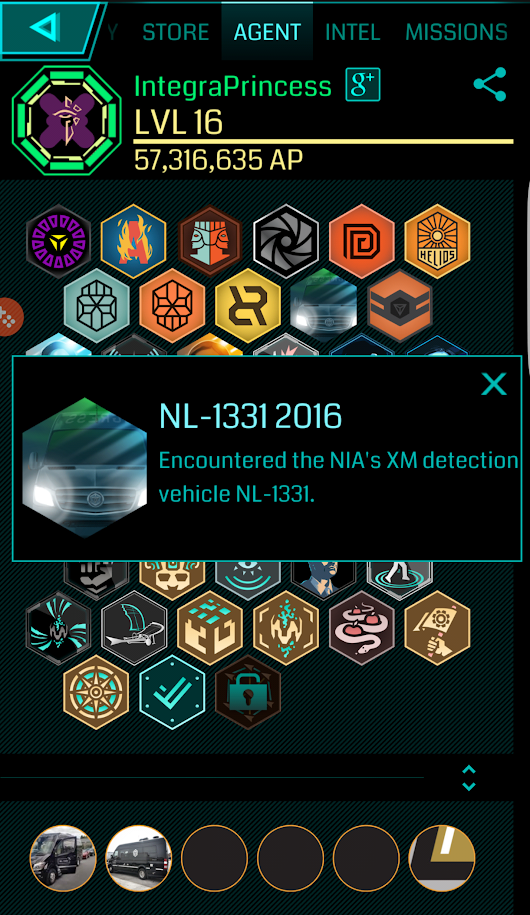 Y STORE AGENT INTEL MISSIONS
IntegraPrincess g+
LVL 16
57,316,635 AP
HELIOS
NL-1331 2016
Encountered the NIA's XM detection
vehicle NL-1331.